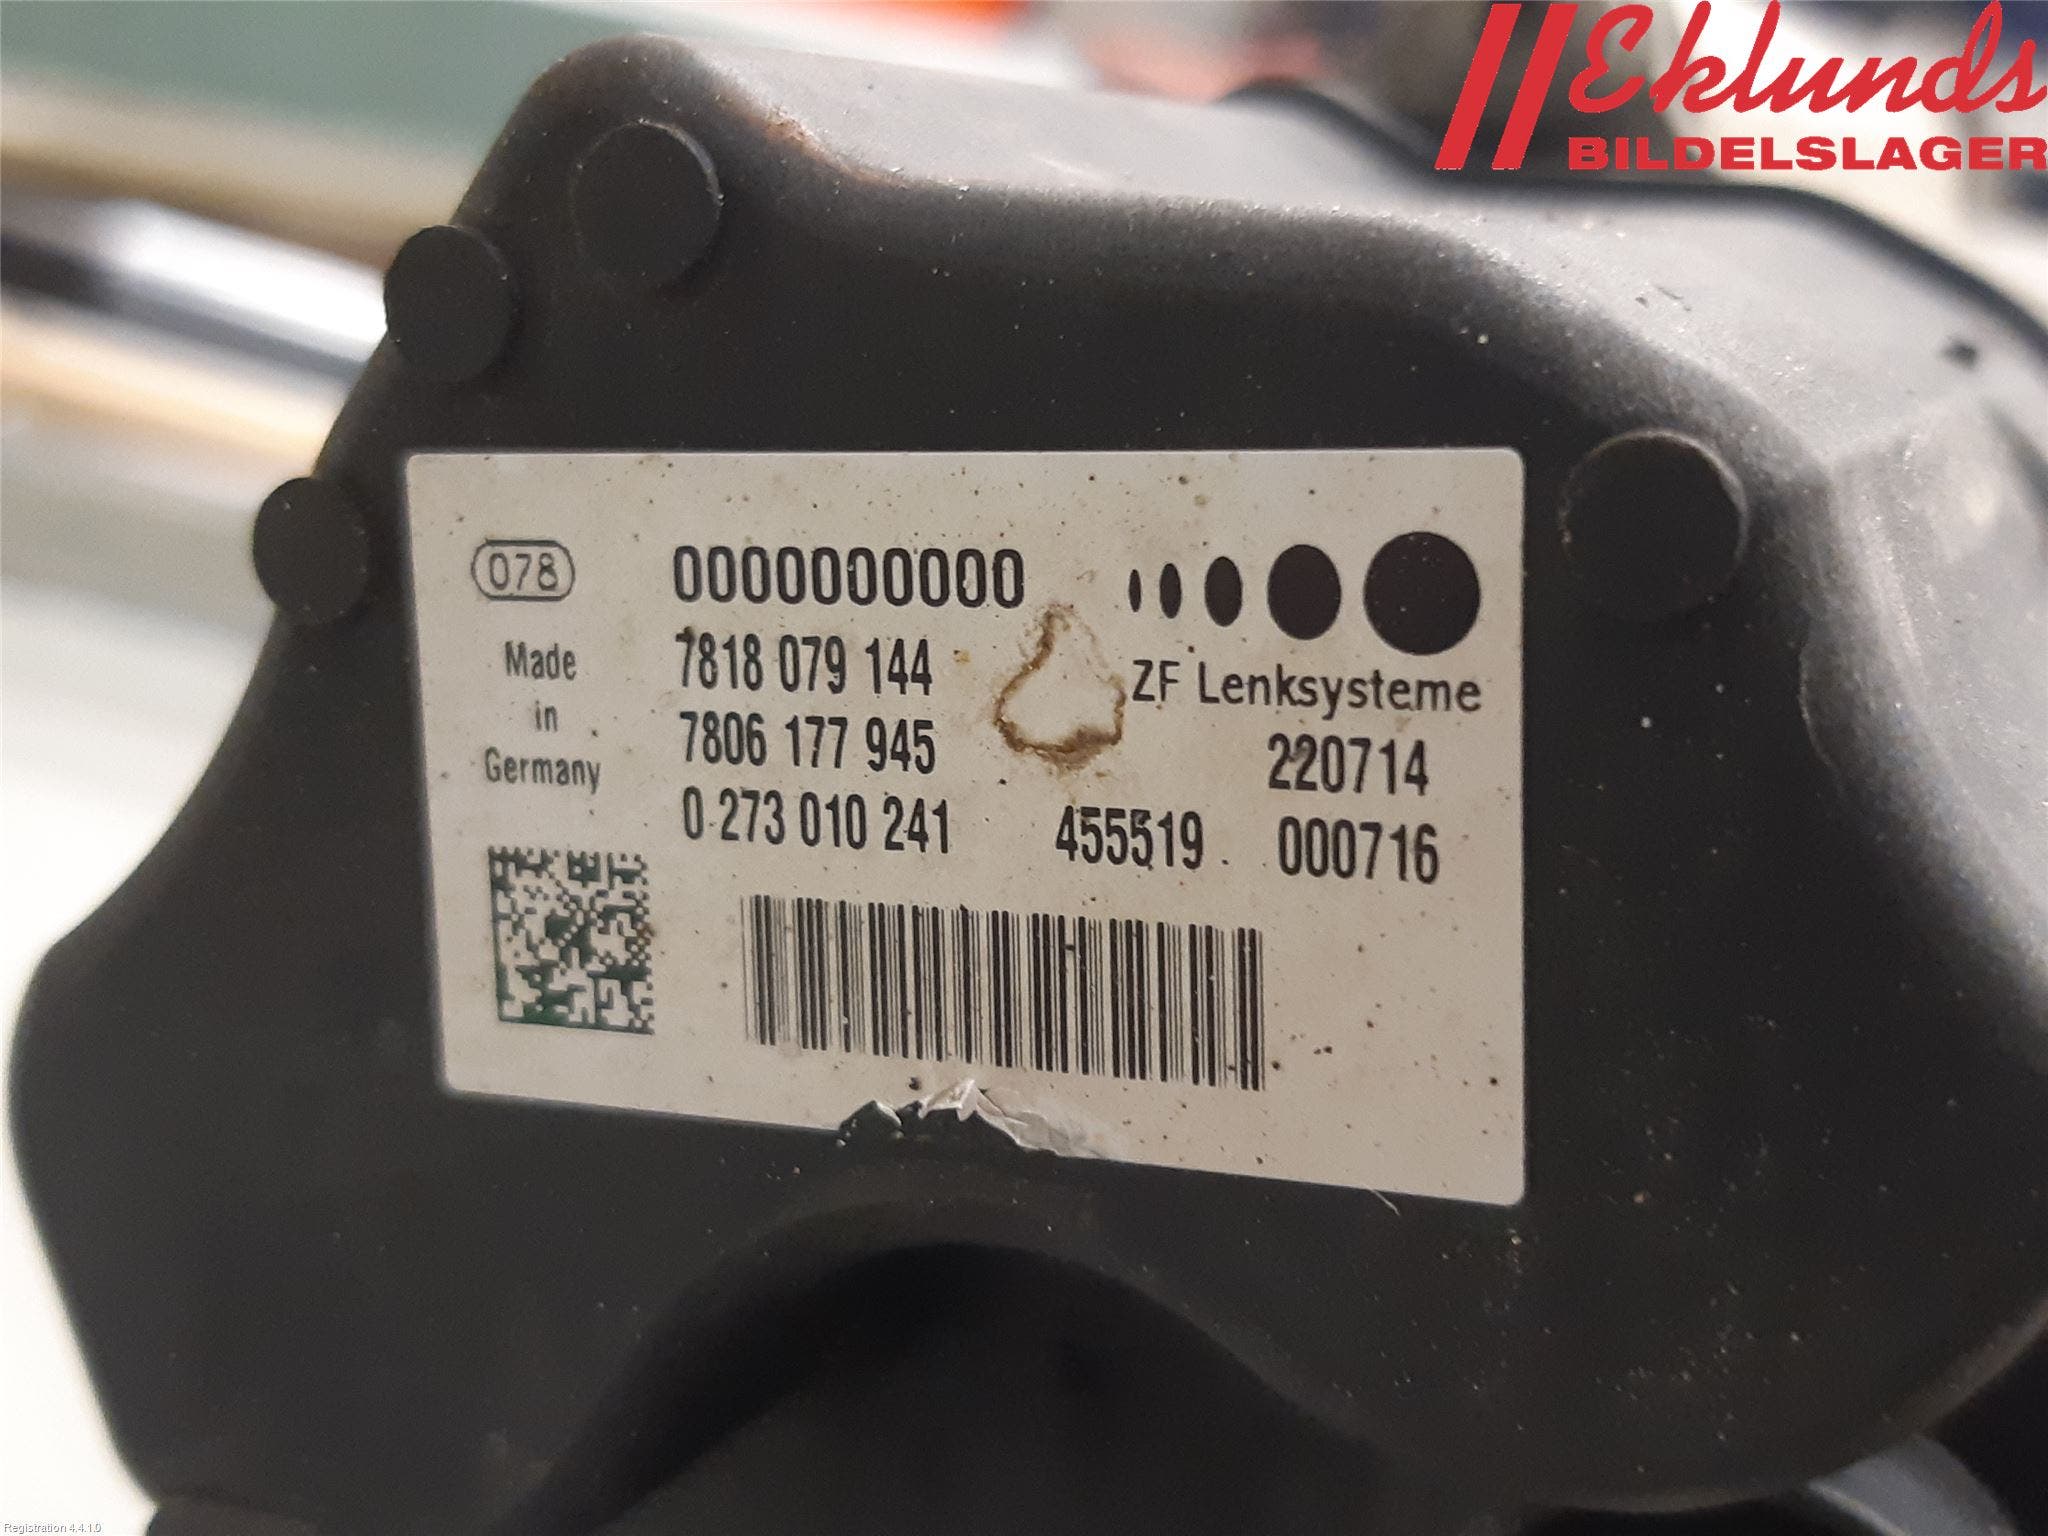 Eklunds
BILDELSLAGER
078
0000000000
Made
in
Germany
7818 079 144
7806 177 945
0 273 010 241
455519
ZF Lenksysteme
220714
000716
Registration 4.4.1.0